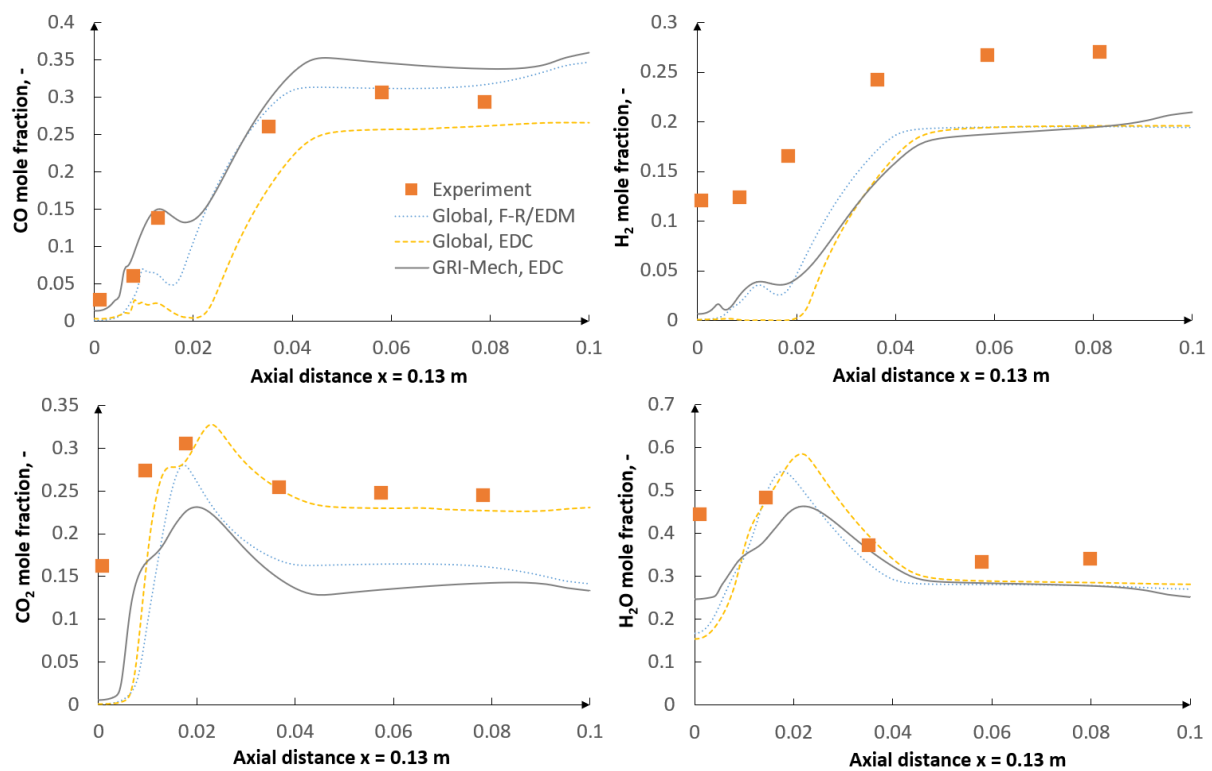 CO mole fraction, -
0.4
0.35
0.3
0.25
0.2
0.15
0.1
0.05
0
0 0.02 0.04 0.06 0.08 0.1
Axial distance x = 0.13 m
Experiment
Global, F-R/EDM
Global, EDC
GRI-Mech, EDC
H₂ mole fraction, -
0.3
0.25
0.2
0.15
0.1
0.05
0
0 0.02 0.04 0.06 0.08 0.1
Axial distance x = 0.13 m
CO₂ mole fraction, -
0.35
0.3
0.25
0.2
0.15
0.1
0.05
0
0 0.02 0.04 0.06 0.08 0.1
Axial distance x = 0.13 m
H₂O mole fraction, -
0.7
0.6
0.5
0.4
0.3
0.2
0.1
0
0 0.02 0.04 0.06 0.08 0.1
Axial distance x = 0.13 m